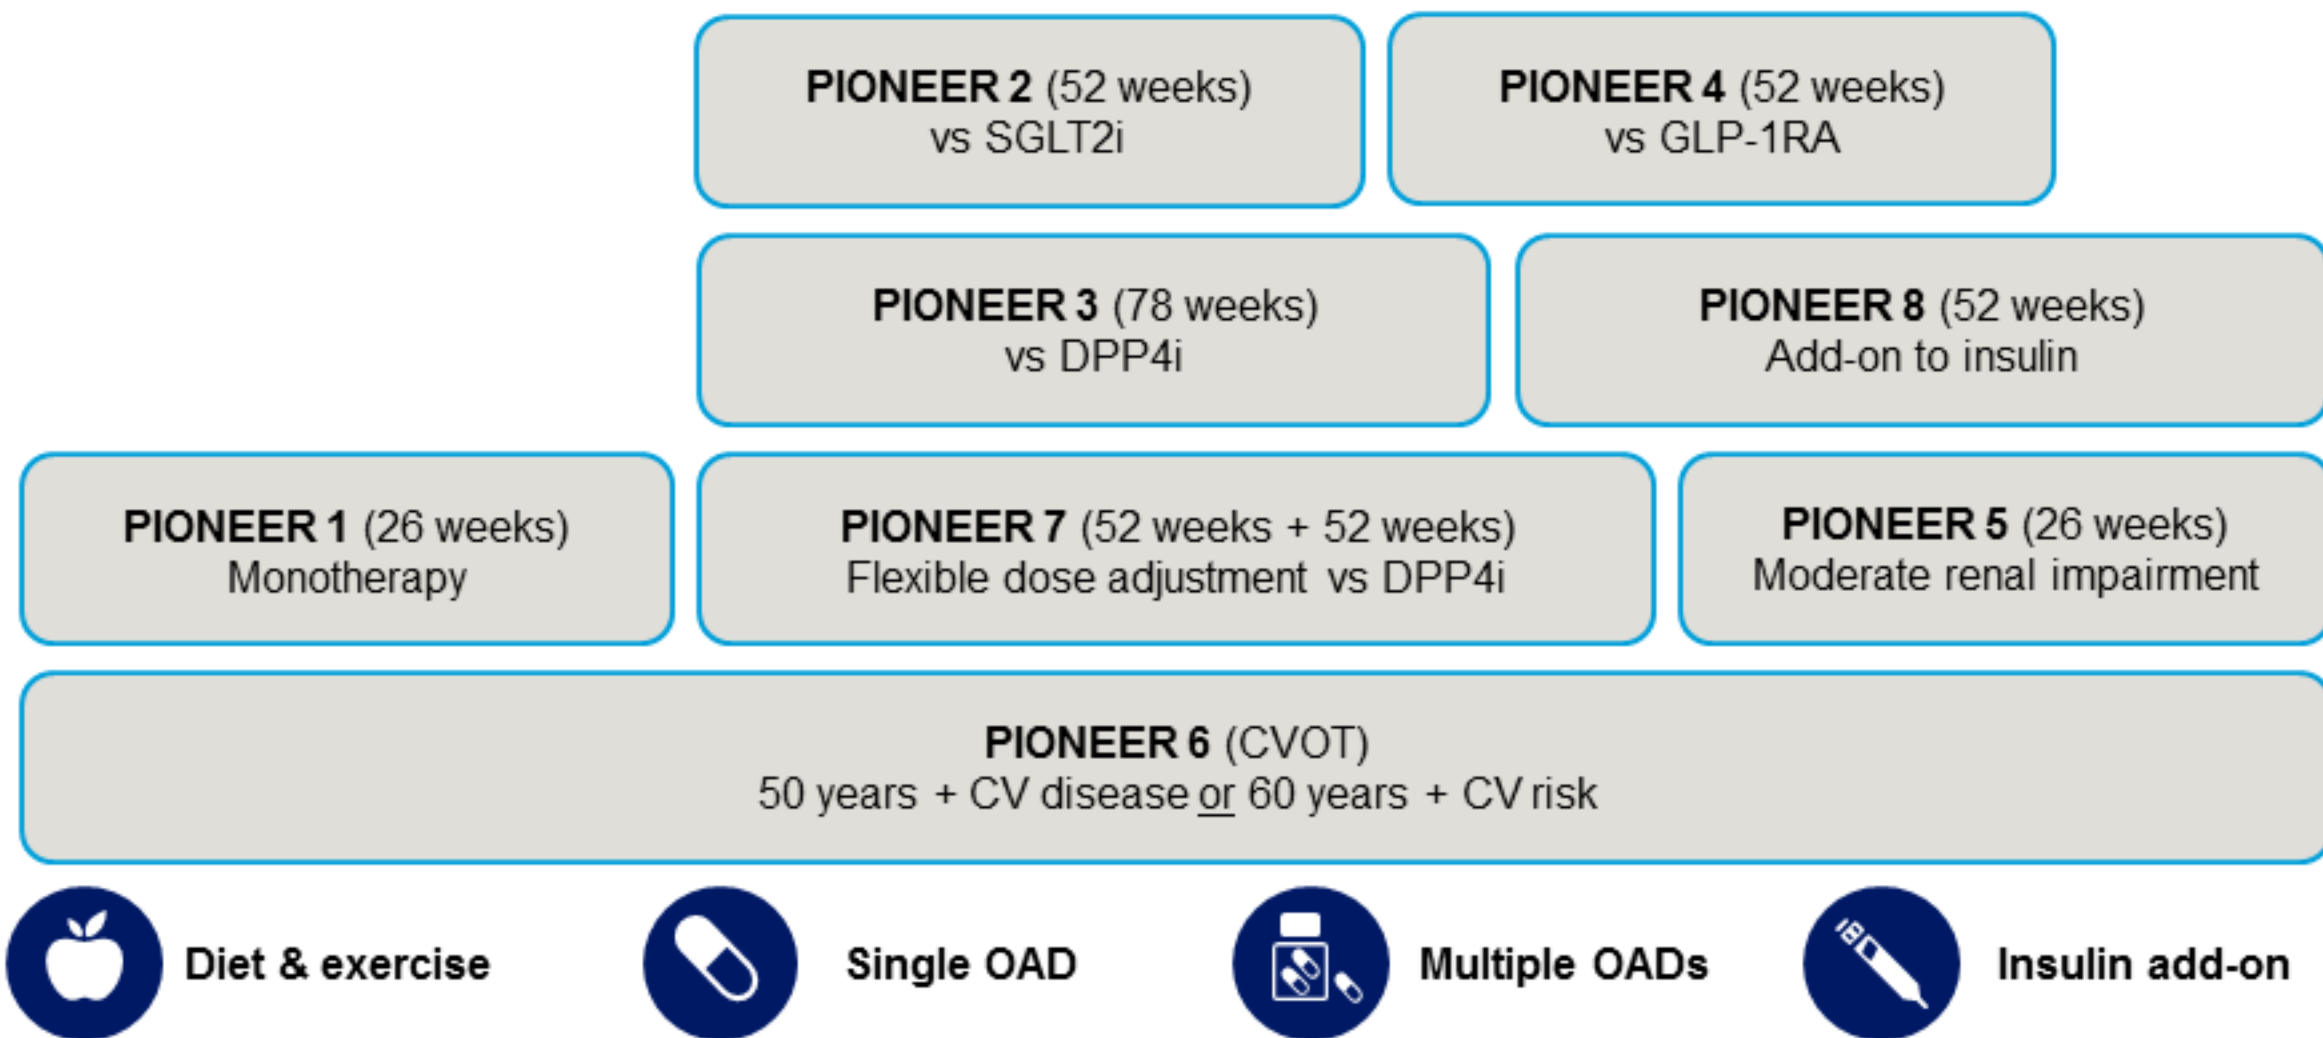 PIONEER 2 (52 weeks)
vs SGLT2i
PIONEER 4 (52 weeks)
vs GLP-1RA
PIONEER 3 (78 weeks)
vs DPP4i
PIONEER 8 (52 weeks)
Add-on to insulin
PIONEER 1 (26 weeks)
Monotherapy
PIONEER 7 (52 weeks + 52 weeks)
Flexible dose adjustment vs DPP4i
PIONEER 5 (26 weeks)
Moderate renal impairment
PIONEER 6 (CVOT)
50 years + CV disease or 60 years + CV risk
Diet & exercise
Single OAD
Multiple OADs
Insulin add-on